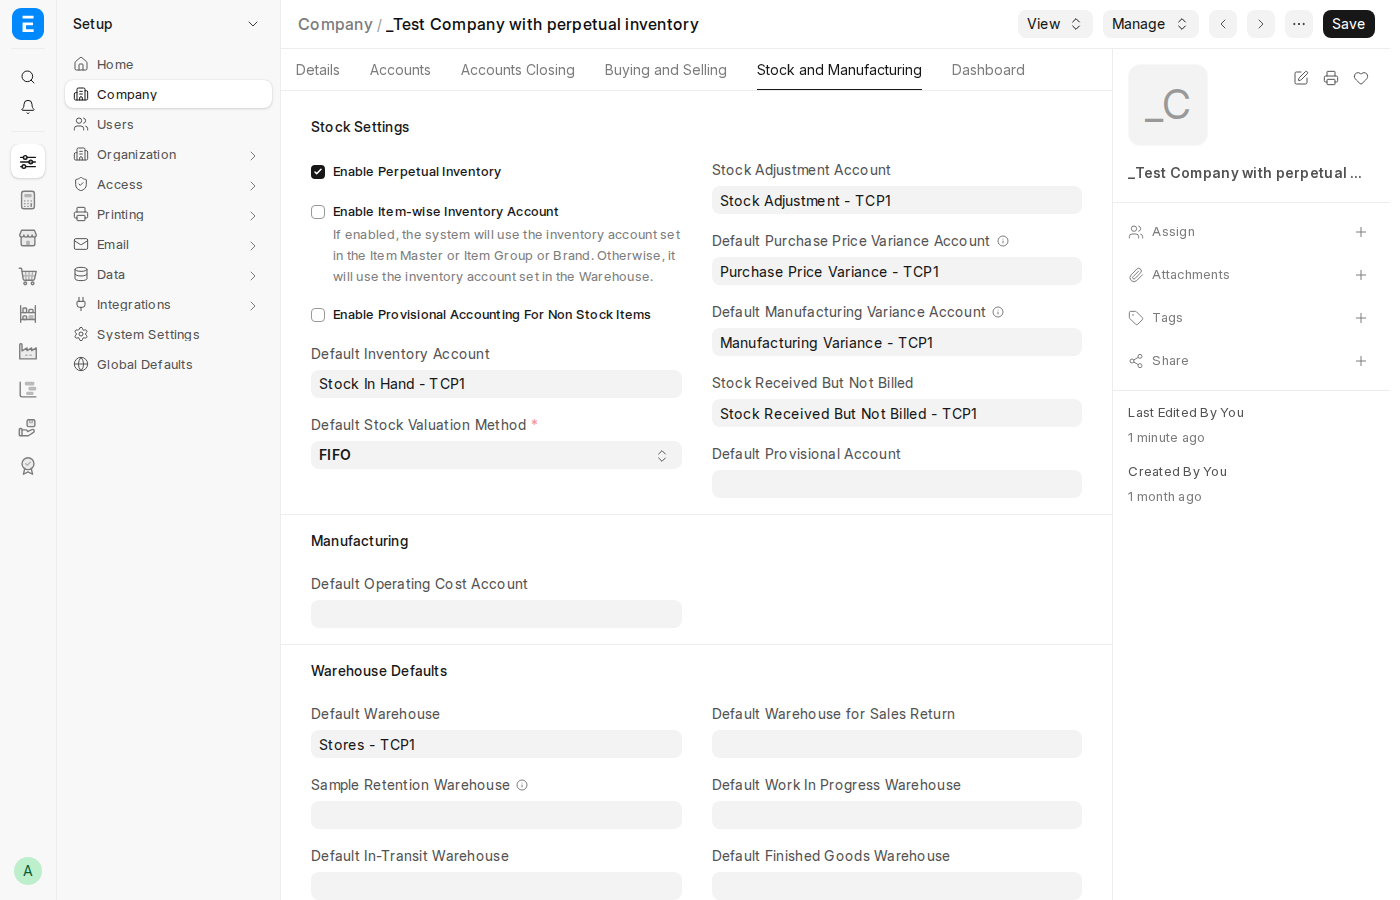 Setup
Home
Company
Users
Organization
Access
Printing
Email
Data
Integrations
System Settings
Global Defaults
A
Company / _Test Company with perpetual inventory
View
Manage
Save
Details
Accounts
Accounts Closing
Buying and Selling
Stock and Manufacturing
Dashboard
Stock Settings
Enable Perpetual Inventory
Enable Item-wise Inventory Account
If enabled, the system will use the inventory account set
in the Item Master or Item Group or Brand. Otherwise, it
will use the inventory account set in the Warehouse.
Enable Provisional Accounting For Non Stock Items
Default Inventory Account
Stock In Hand - TCP1
Default Stock Valuation Method *
FIFO
Stock Adjustment Account
Stock Adjustment - TCP1
Default Purchase Price Variance Account
Purchase Price Variance - TCP1
Default Manufacturing Variance Account
Manufacturing Variance - TCP1
Stock Received But Not Billed
Stock Received But Not Billed - TCP1
Default Provisional Account
Manufacturing
Default Operating Cost Account
Warehouse Defaults
Default Warehouse
Stores - TCP1
Sample Retention Warehouse
Default In-Transit Warehouse
Default Warehouse for Sales Return
Default Work In Progress Warehouse
Default Finished Goods Warehouse
_C
_Test Company with perpetual ...
Assign
Attachments
Tags
Share
Last Edited By You
1 minute ago
Created By You
1 month ago